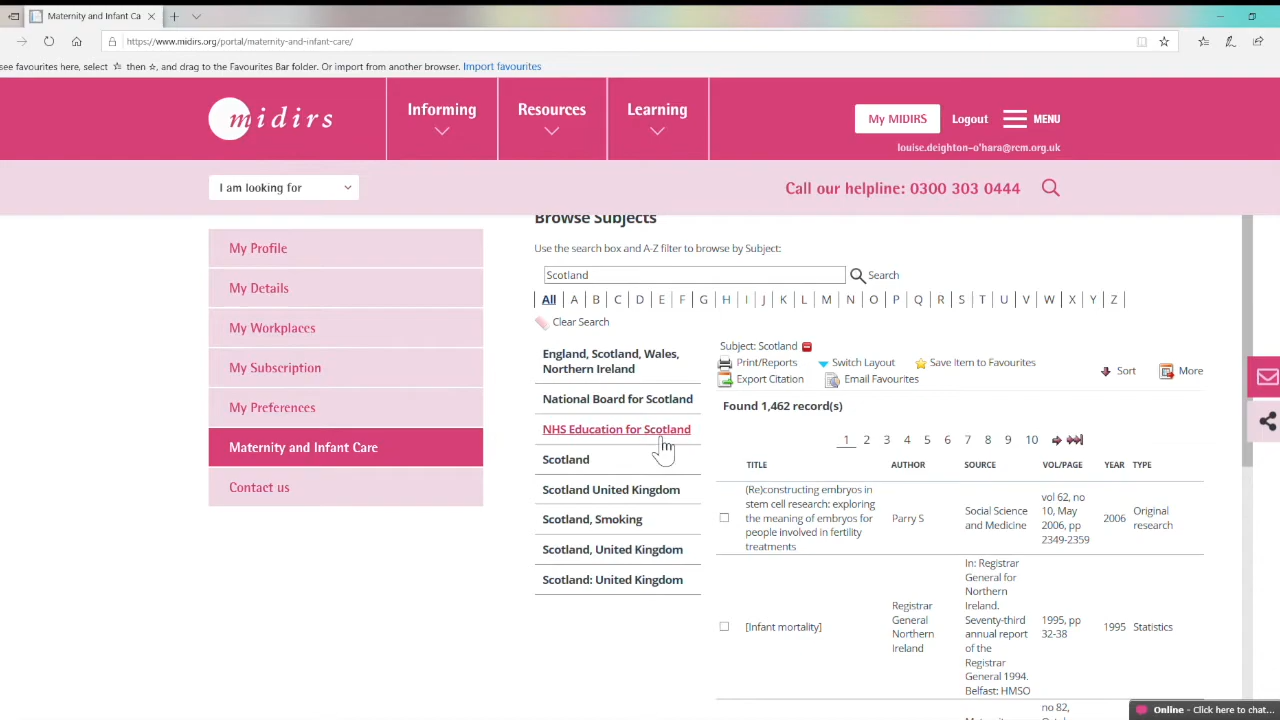 Maternity and Infant Ca
https://www.midirs.org/portal/maternity-and-infant-care/
see favourites here, select ☆ then ☆, and drag to the Favourites Bar folder. Or import from another browser. Import favourites
midirs
Informing
Resources
Learning
My MIDIRS
Logout
MENU
louise.deighton-o'hara@rcm.org.uk
I am looking for
Call our helpline: 0300 303 0444
My Profile
My Details
My Workplaces
My Subscription
My Preferences
Maternity and Infant Care
Contact us
Browse Subjects
Use the search box and A-Z filter to browse by Subject:
Scotland
Search
All | A | B | C | D | E | F | G | H | I | J | K | L | M | N | O | P | Q | R | S | T | U | V | W | X | Y | Z |
Clear Search
England, Scotland, Wales,
Northern Ireland
National Board for Scotland
NHS Education for Scotland
Scotland
Scotland United Kingdom
Scotland, Smoking
Scotland, United Kingdom
Scotland: United Kingdom
Subject: Scotland
Print/Reports
Switch Layout
Save Item to Favourites
Export Citation
Email Favourites
Sort
More
Found 1,462 record(s)
1 2 3 4 5 6 7 8 9 10
TITLE AUTHOR SOURCE VOL/PAGE YEAR TYPE
(Re)constructing embryos in
stem cell research: exploring
the meaning of embryos for
people involved in fertility
treatments
Parry S
Social Science
and Medicine
vol 62, no
10, May
2006, pp
2349-2359
2006
Original
research
[Infant mortality]
Registrar
General
Northern
Ireland
In: Registrar
General for
Northern
Ireland.
Seventy-third
annual report
of the
Registrar
General 1994.
Belfast: HMSO
1995, pp
32-38
1995
Statistics
no 82,
Online - Click here to chat...